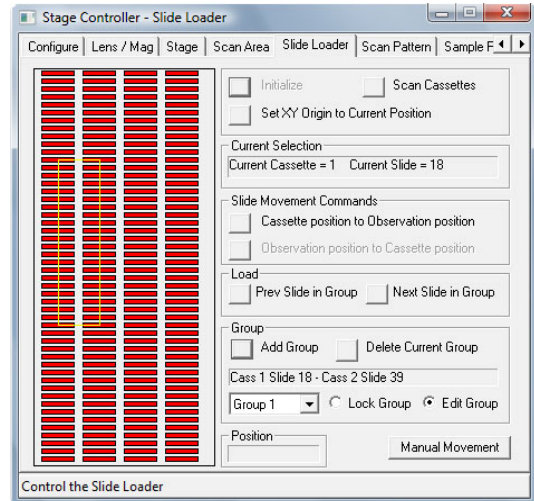 Stage Controller - Slide Loader
Configure Lens / Mag Stage Scan Area Slide Loader Scan Pattern Sample F
Initialize Scan Cassettes
Set XY Origin to Current Position
Current Selection
Current Cassette = 1 Current Slide = 18
Slide Movement Commands
Cassette position to Observation position
Observation position to Cassette position
Load
Prev Slide in Group Next Slide in Group
Group
Add Group Delete Current Group
Cass 1 Slide 18 - Cass 2 Slide 39
Group 1 Lock Group Edit Group
Position
Manual Movement
Control the Slide Loader